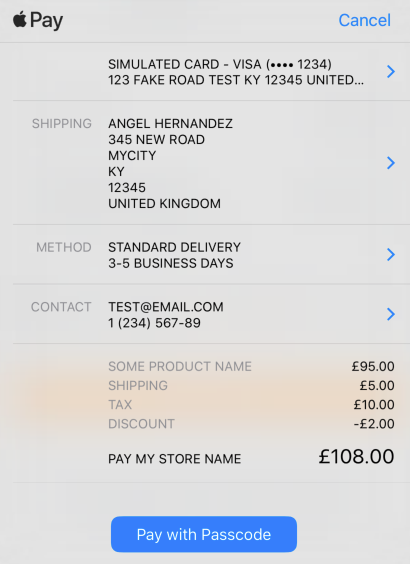 Pay Cancel
SIMULATED CARD - VISA (•••• 1234)
123 FAKE ROAD TEST KY 12345 UNITED...
SHIPPING ANGEL HERNANDEZ
345 NEW ROAD
MYCITY
KY
12345
UNITED KINGDOM
METHOD STANDARD DELIVERY
3-5 BUSINESS DAYS
CONTACT TEST@EMAIL.COM
1 (234) 567-89
SOME PRODUCT NAME £95.00
SHIPPING £5.00
TAX £10.00
DISCOUNT -£2.00
PAY MY STORE NAME £108.00
Pay with Passcode